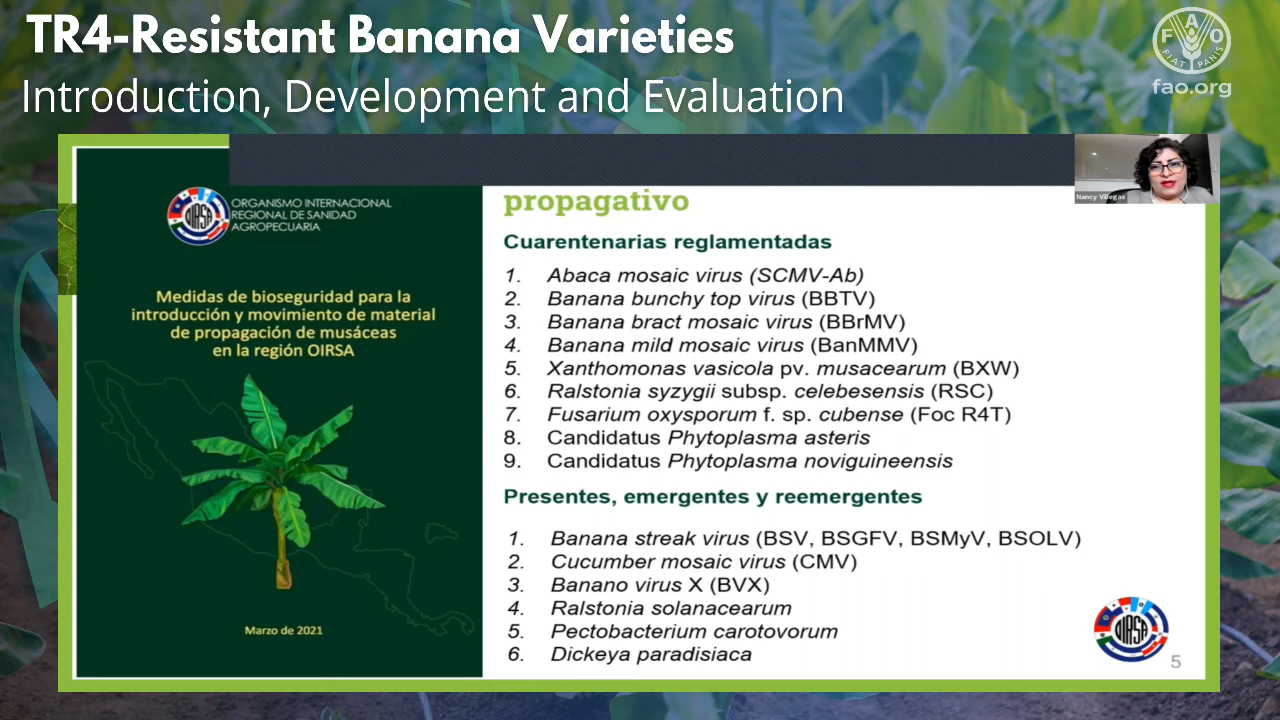 TR4-Resistant Banana Varieties
Introduction, Development and Evaluation
F A O
FIAT PANIS
fao.org
Nancy Villegas
OIRSA
ORGANISMO INTERNACIONAL
REGIONAL DE SANIDAD
AGROPECUARIA
Medidas de bioseguridad para la
introducción y movimiento de material
de propagación de musáceas
en la región OIRSA
Marzo de 2021
propagativo
Cuarentenarias reglamentadas
1. Abaca mosaic virus (SCMV-Ab)
2. Banana bunchy top virus (BBTV)
3. Banana bract mosaic virus (BBrMV)
4. Banana mild mosaic virus (BanMMV)
5. Xanthomonas vasicola pv. musacearum (BXW)
6. Ralstonia syzygii subsp. celebesensis (RSC)
7. Fusarium oxysporum f. sp. cubense (Foc R4T)
8. Candidatus Phytoplasma asteris
9. Candidatus Phytoplasma noviguineensis
Presentes, emergentes y reemergentes
1. Banana streak virus (BSV, BSGFV, BSMyV, BSOLV)
2. Cucumber mosaic virus (CMV)
3. Banano virus X (BVX)
4. Ralstonia solanacearum
5. Pectobacterium carotovorum
6. Dickeya paradisiaca
OIRSA
5